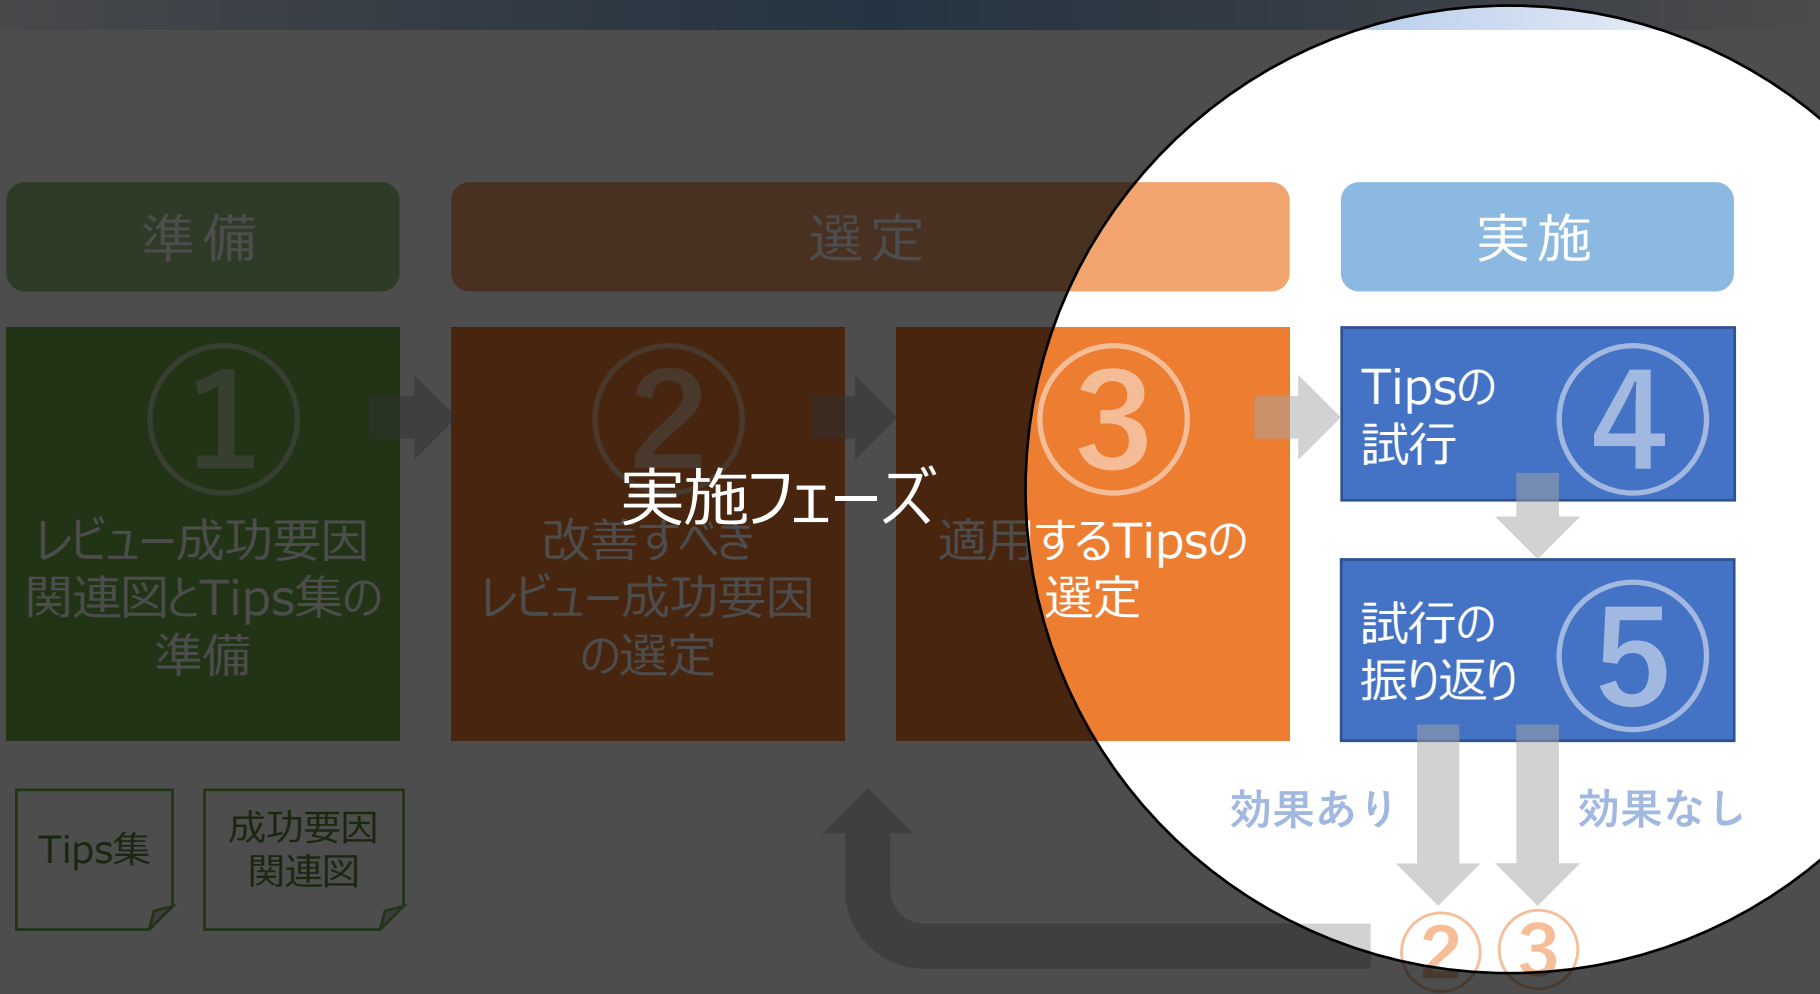 準備
選定
実施
①
レビュー成功要因
関連図とTips集の
準備
②
改善すべき
レビュー成功要因
の選定
③
適用するTipsの
選定
Tipsの
試行
④
試行の
振り返り
⑤
実施フェーズ
効果あり
効果なし
②
③
Tips集
成功要因
関連図